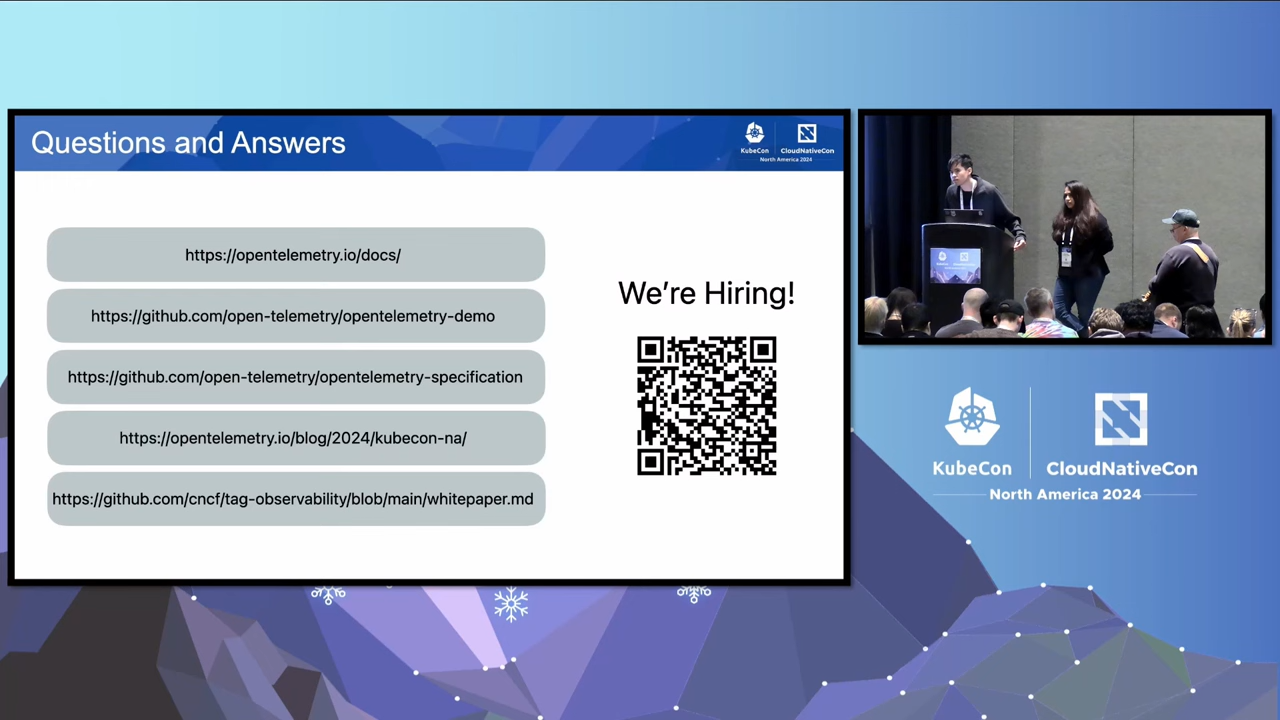 Questions and Answers
KubeCon
CloudNativeCon
North America 2024
https://opentelemetry.io/docs/
https://github.com/open-telemetry/opentelemetry-demo
https://github.com/open-telemetry/opentelemetry-specification
https://opentelemetry.io/blog/2024/kubecon-na/
https://github.com/cncf/tag-observability/blob/main/whitepaper.md
We're Hiring!
KubeCon
CloudNativeCon
North America 2024